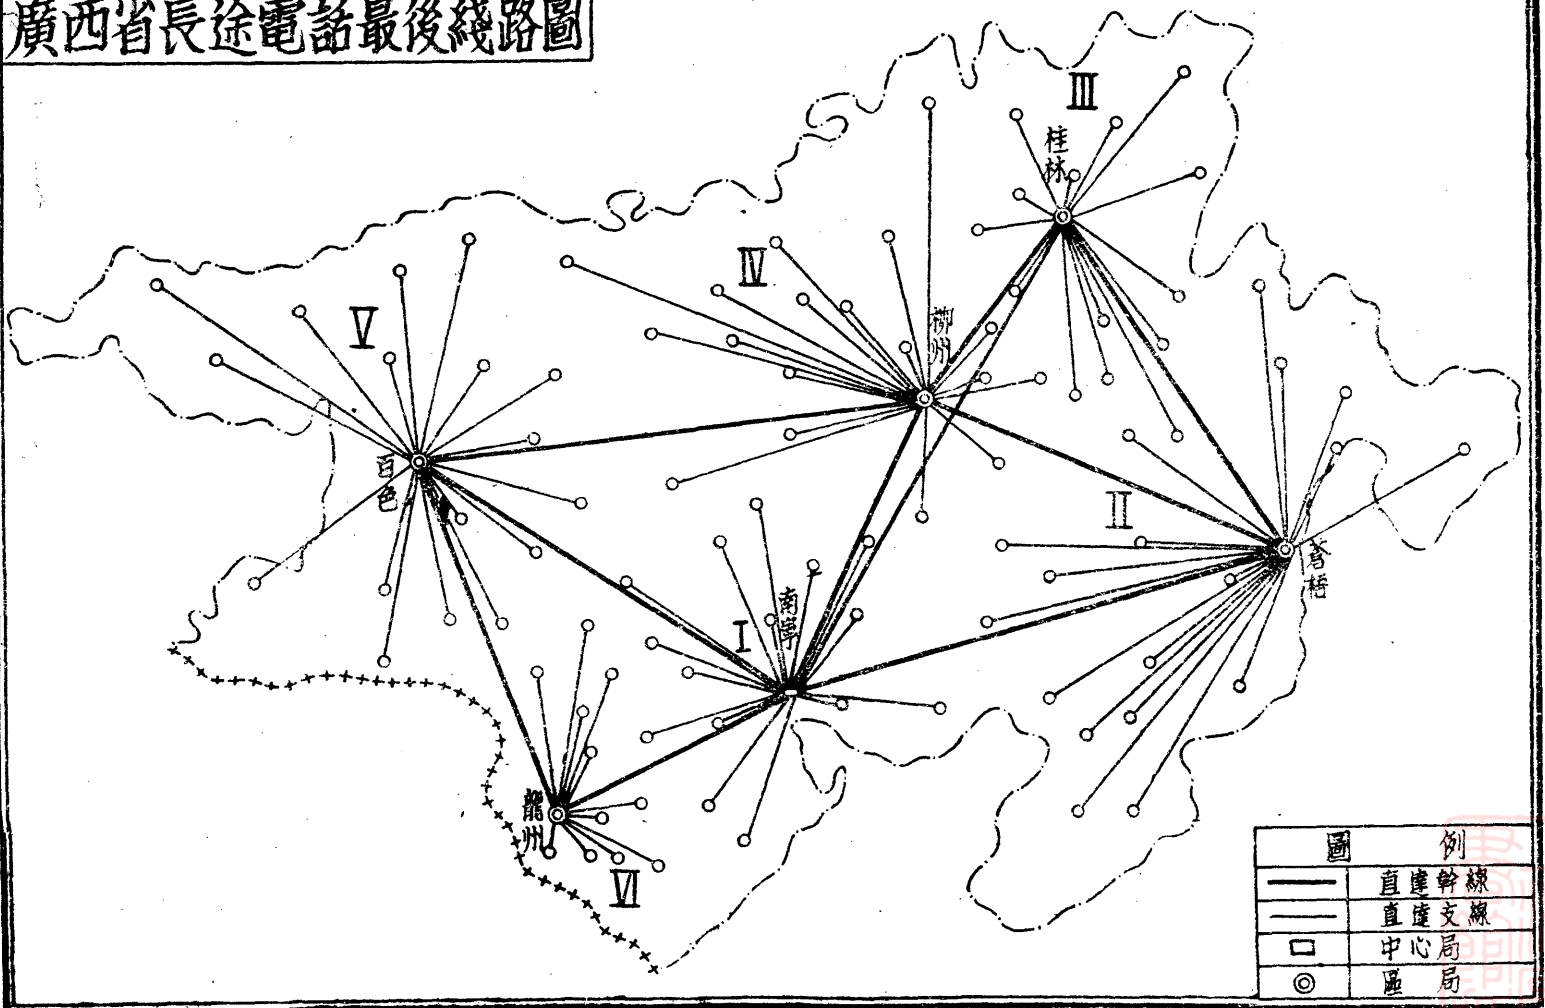 廣西省長途電話最後綫路圖
III
桂林
IV
柳州
V
百色
II
蒼梧
I
南寧
龍州
VI
圖例
直達幹線
直達支線
中心局
區局